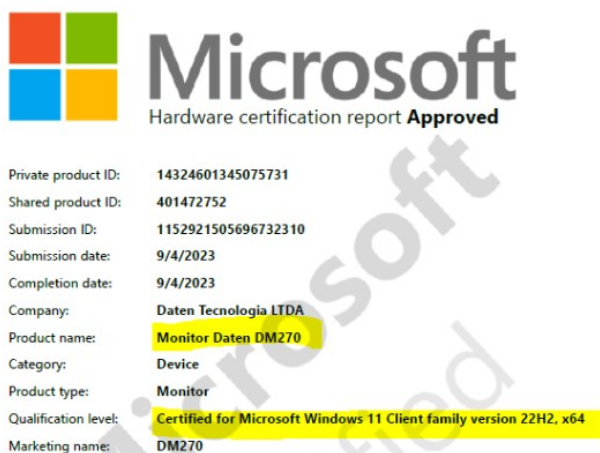 Microsoft
Hardware certification report Approved
Private product ID: 14324601345075731
Shared product ID: 401472752
Submission ID: 1152921505696732310
Submission date: 9/4/2023
Completion date: 9/4/2023
Company: Daten Tecnologia LTDA
Product name: Monitor Daten DM270
Category: Device
Product type: Monitor
Qualification level: Certified for Microsoft Windows 11 Client family version 22H2, x64
Marketing name: DM270